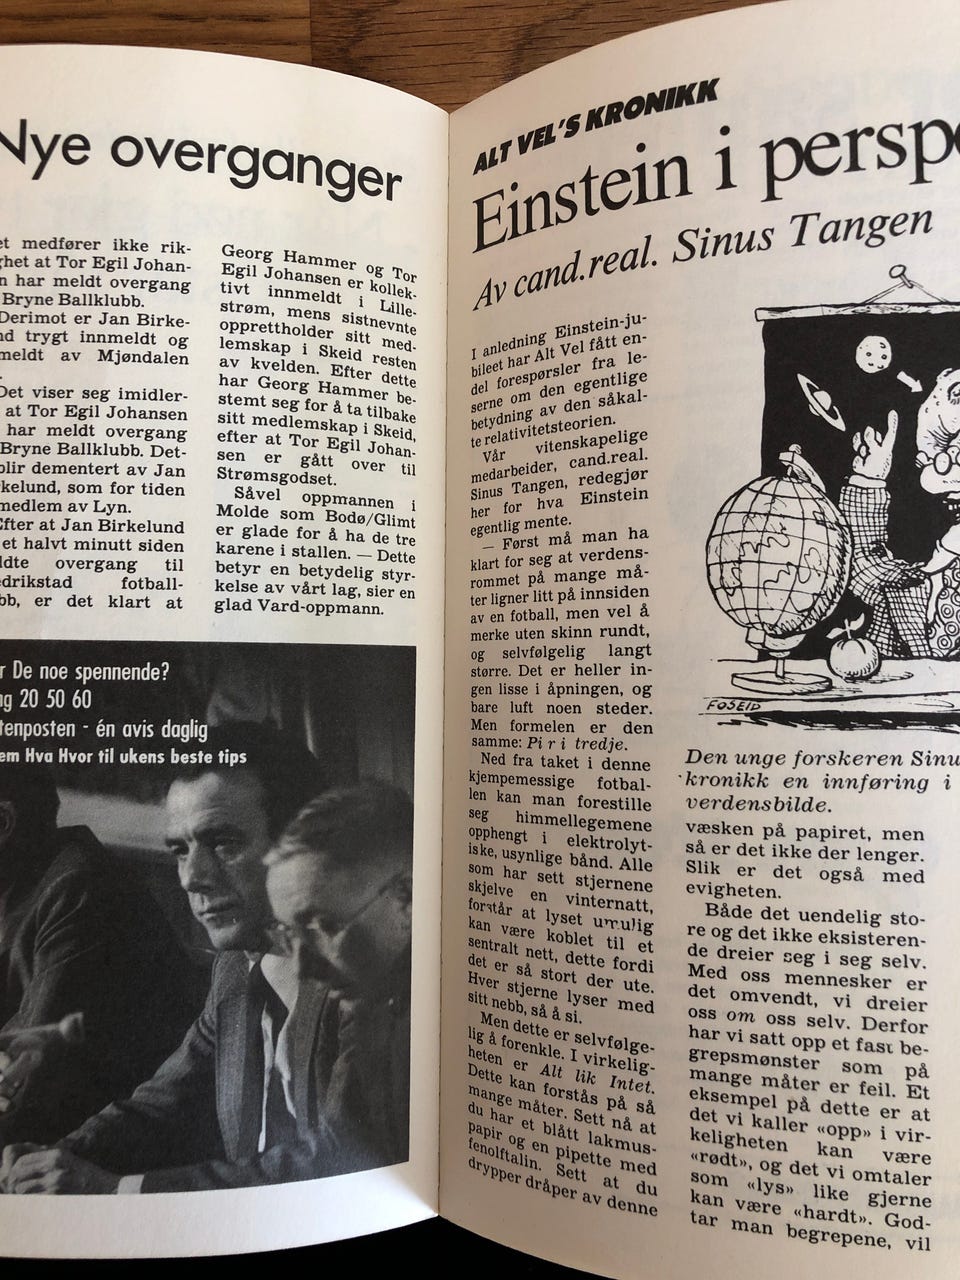 Nye overganger
et medfører ikke rik-
ghet at Tor Egil Johan-
n har meldt overgang
Bryne Ballklubb.
Derimot er Jan Birke-
nd trygt innmeldt og
meldt av Mjøndalen
.
Det viser seg imidler-
at Tor Egil Johansen
har meldt overgang
Bryne Ballklubb. Det-
blir dementert av Jan
rkelund, som for tiden
medlem av Lyn.
Efter at Jan Birkelund
et halvt minutt siden
ldte overgang til
edrikstad fotball-
bb, er det klart at
Georg Hammer og Tor
Egil Johansen er kollek-
tivt innmeldt i Lille-
strøm, mens sistnevnte
opprettholder sitt med-
lemskap i Skeid resten
av kvelden. Efter dette
har Georg Hammer be-
stemt seg for å ta tilbake
sitt medlemskap i Skeid,
efter at Tor Egil Johan-
sen er gått over til
Strømsgodset.
Såvel oppmannen i
Molde som Bodø/Glimt
er glade for å ha de tre
karene i stallen. — Dette
betyr en betydelig styr-
kelse av vårt lag, sier en
glad Vard-oppmann.
r De noe spennende?
ng 20 50 60
tenposten - én avis daglig
em Hva Hvor til ukens beste tips
ALT VEL'S KRONIKK
Einstein i perspe
Av cand.real. Sinus Tangen
I anledning Einstein-ju-
bileet har Alt Vel fått en-
del forespørsler fra le-
serne om den egentlige
betydning av den såkal-
te relativitetsteorien.
Vår vitenskapelige
medarbeider, cand.real.
Sinus Tangen, redegjør
her for hva Einstein
egentlig mente.
— Først må man ha
klart for seg at verdens-
rommet på mange må-
ter ligner litt på innsiden
av en fotball, men vel å
merke uten skinn rundt,
og selvfølgelig langt
større. Det er heller in-
gen lisse i åpningen, og
bare luft noen steder.
Men formelen er den
samme: Pi r i tredje.
Ned fra taket i denne
kjempemessige fotbal-
len kan man forestille
seg himmellegemene
opphengt i elektrolyt-
iske, usynlige bånd. Alle
som har sett stjernene
skjelve en vinternatt,
forstår at lyset umulig
kan være koblet til et
sentralt nett, dette fordi
det er så stort der ute.
Hver stjerne lyser med
sitt nebb, så å si.
Men dette er selvfølge-
lig å forenkle. I virkelig-
heten er Alt lik Intet.
Dette kan forstås på så
mange måter. Sett nå at
du har et blått lakmus-
papir og en pipette med
fenolftalin. Sett at du
drypper dråper av denne
FOSEID
Den unge forskeren Sinu
kronikk en innføring i
verdensbilde.
væsken på papiret, men
så er det ikke der lenger.
Slik er det også med
evigheten.
Både det uendelig sto-
re og det ikke eksisteren-
de dreier seg i seg selv.
Med oss mennesker er
det omvendt, vi dreier
oss om oss selv. Derfor
har vi satt opp et fast be-
grepsmønster som på
mange måter er feil. Et
eksempel på dette er at
det vi kaller «opp» i vir-
keligheten kan være
«rødt», og det vi omtaler
som «lys» like gjerne
kan være «hardt». God-
tar man begrepene, vil